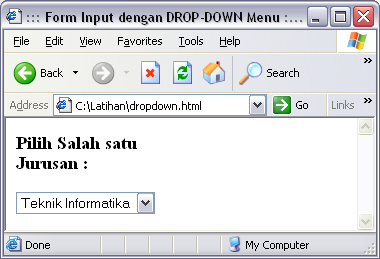 ::: Form Input dengan DROP-DOWN Menu :...
File Edit View Favorites Tools Help
Back Search
Address C:\Latihan\dropdown.html Go Links
Pilih Salah satu
Jurusan :
Teknik Informatika
Done My Computer